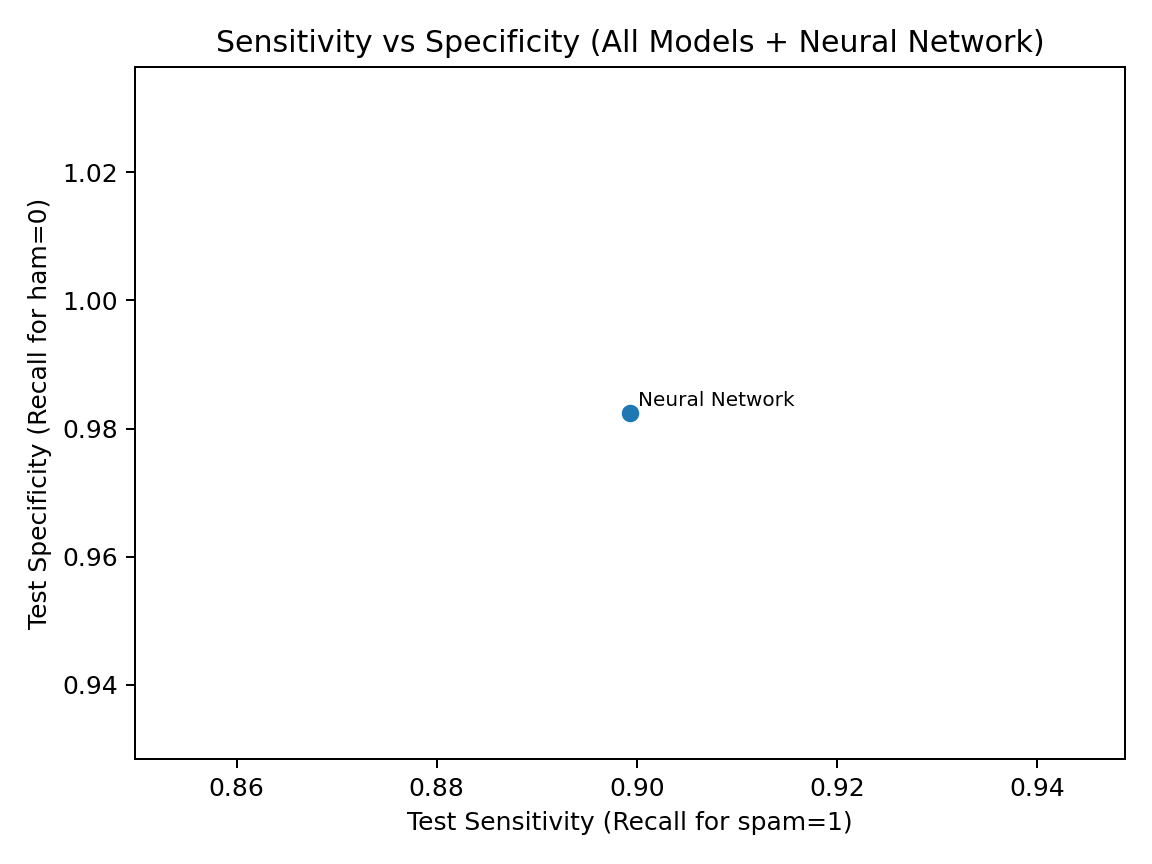 Sensitivity vs Specificity (All Models + Neural Network)
Test Specificity (Recall for ham=0)
1.02
1.00
0.98
0.96
0.94
Neural Network
0.86 0.88 0.90 0.92 0.94
Test Sensitivity (Recall for spam=1)